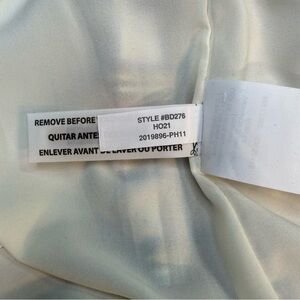 REMOVE BEFORE
QUITAR ANTE
ENLEVER AVANT DE LAVER OU PORTER
STYLE #BD276
HO21
2019896-PH11